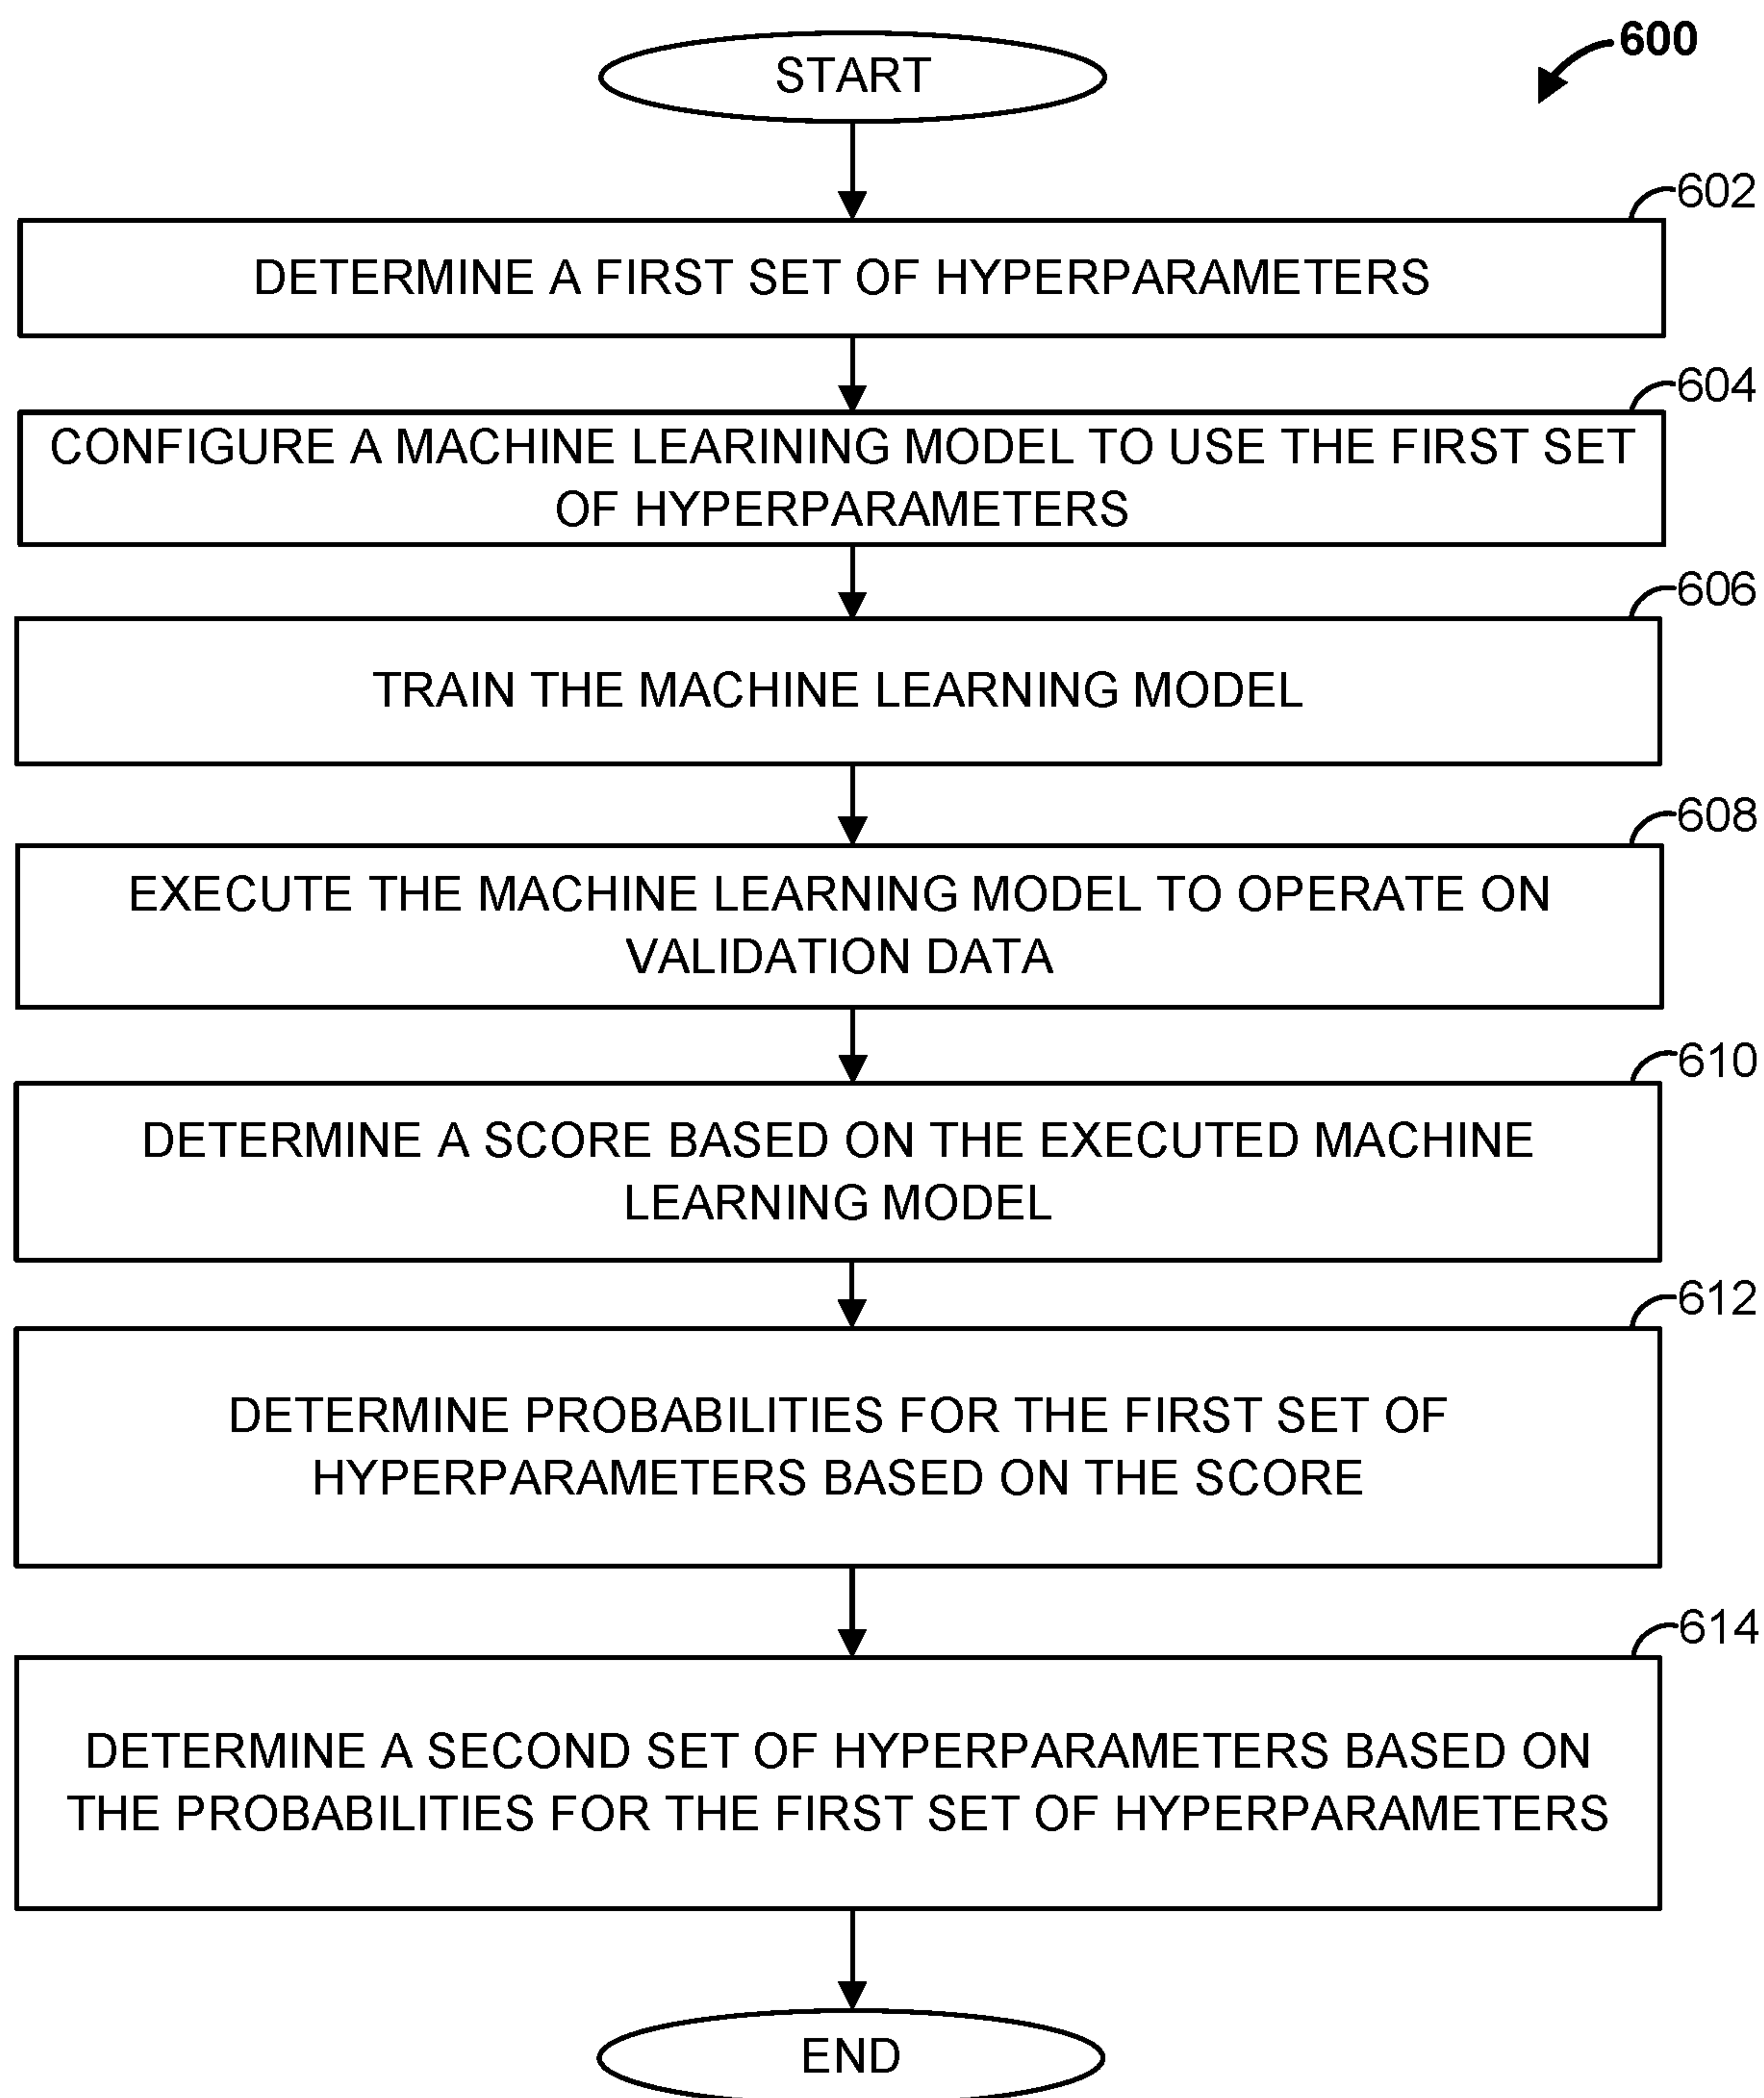 600
START
602
DETERMINE A FIRST SET OF HYPERPARAMETERS
604
CONFIGURE A MACHINE LEARINING MODEL TO USE THE FIRST SET
OF HYPERPARAMETERS
606
TRAIN THE MACHINE LEARNING MODEL
608
EXECUTE THE MACHINE LEARNING MODEL TO OPERATE ON
VALIDATION DATA
610
DETERMINE A SCORE BASED ON THE EXECUTED MACHINE
LEARNING MODEL
612
DETERMINE PROBABILITIES FOR THE FIRST SET OF
HYPERPARAMETERS BASED ON THE SCORE
614
DETERMINE A SECOND SET OF HYPERPARAMETERS BASED ON
THE PROBABILITIES FOR THE FIRST SET OF HYPERPARAMETERS
END